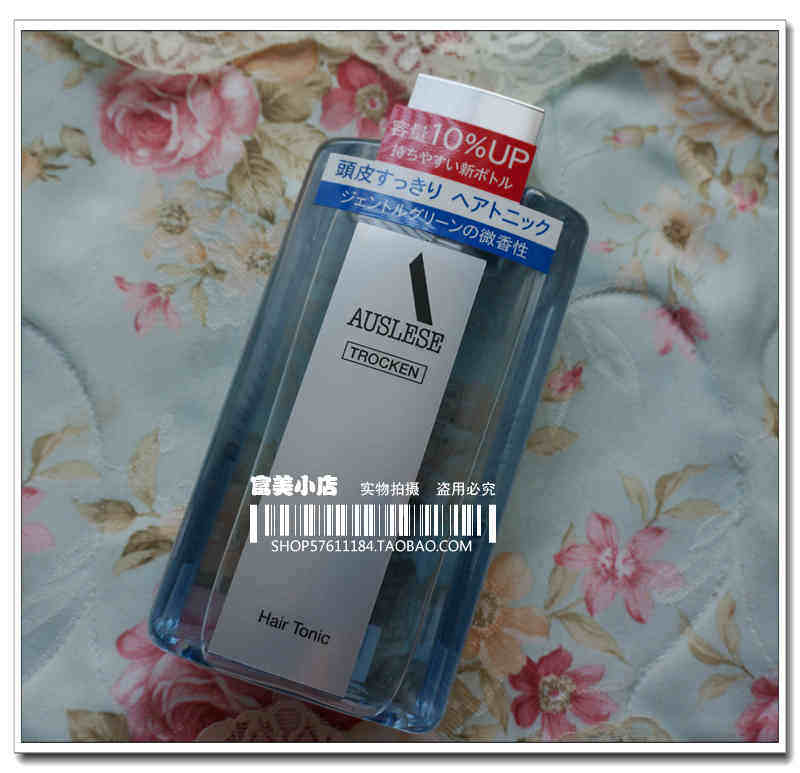 容量10%UP
持ちやすい新ボトル
頭皮すっきり ヘアトニック
ジェントルグリーンの微香性
AUSLESE
TROCKEN
富美小店 实物拍摄 盗用必究
SHOP57611184.TAOBAO.COM
Hair Tonic